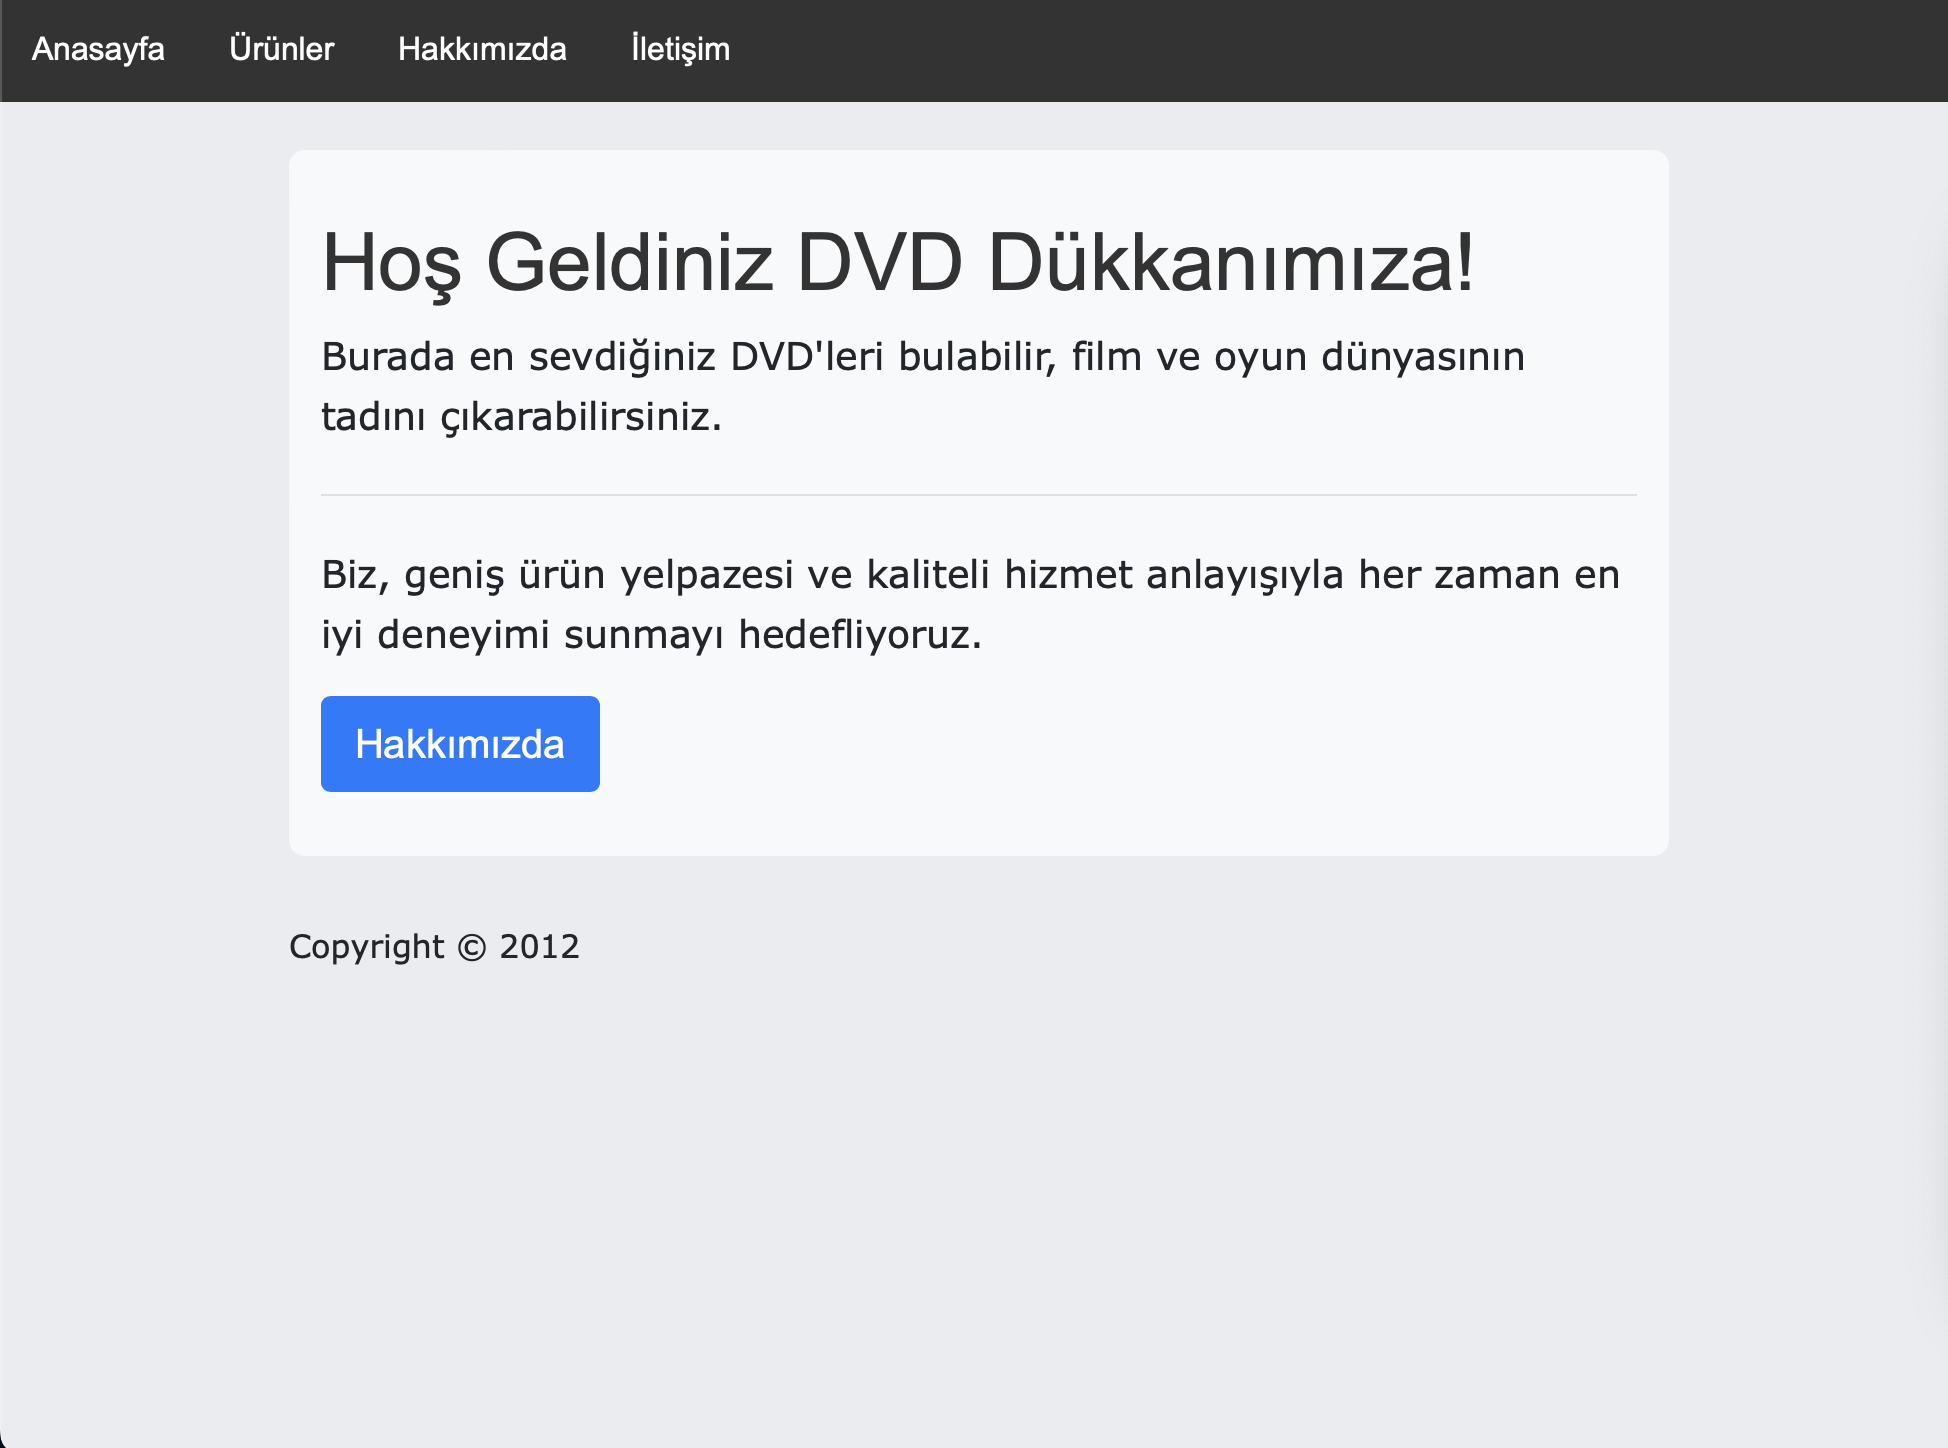 Anasayfa Ürünler Hakkımızda İletişim
Hoş Geldiniz DVD Dükkanımıza!
Burada en sevdiğiniz DVD'leri bulabilir, film ve oyun dünyasının
tadını çıkarabilirsiniz.
Biz, geniş ürün yelpazesi ve kaliteli hizmet anlayışıyla her zaman en
iyi deneyimi sunmayı hedefliyoruz.
Hakkımızda
Copyright © 2012